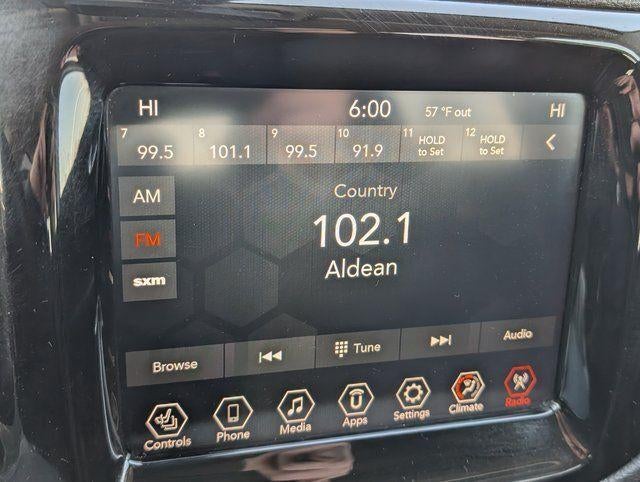 HI 6:00 57 °F out HI
7 8 9 10 11 12
99.5 101.1 99.5 91.9 HOLD to Set HOLD to Set
AM
FM
sxm
Country
102.1
Aldean
Browse Tune Audio
Controls Phone Media Apps Settings Climate Radio